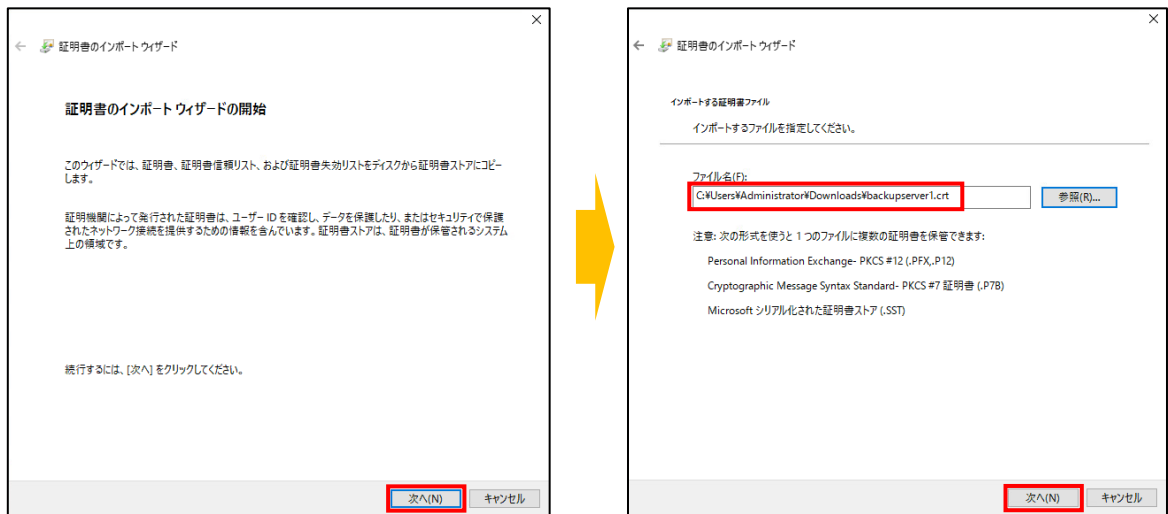 証明書のインポート ウィザード
証明書のインポート ウィザードの開始
このウィザードでは、証明書、証明書信頼リスト、および証明書失効リストをディスクから証明書ストアにコピー
します。
証明機関によって発行された証明書は、ユーザー ID を確認し、データを保護したり、またはセキュリティで保護
されたネットワーク接続を提供するための情報を含んでいます。証明書ストアは、証明書が保管されるシステム
上の領域です。
続行するには、[次へ] をクリックしてください。
次へ(N)
キャンセル
証明書のインポート ウィザード
インポートする証明書ファイル
インポートするファイルを指定してください。
ファイル名(F):
C:¥Users¥Administrator¥Downloads¥backupserver1.crt
参照(R)...
注意: 次の形式を使うと 1 つのファイルに複数の証明書を保管できます:
Personal Information Exchange- PKCS #12 (.PFX,.P12)
Cryptographic Message Syntax Standard- PKCS #7 証明書 (.P7B)
Microsoft シリアル化された証明書ストア (.SST)
次へ(N)
キャンセル